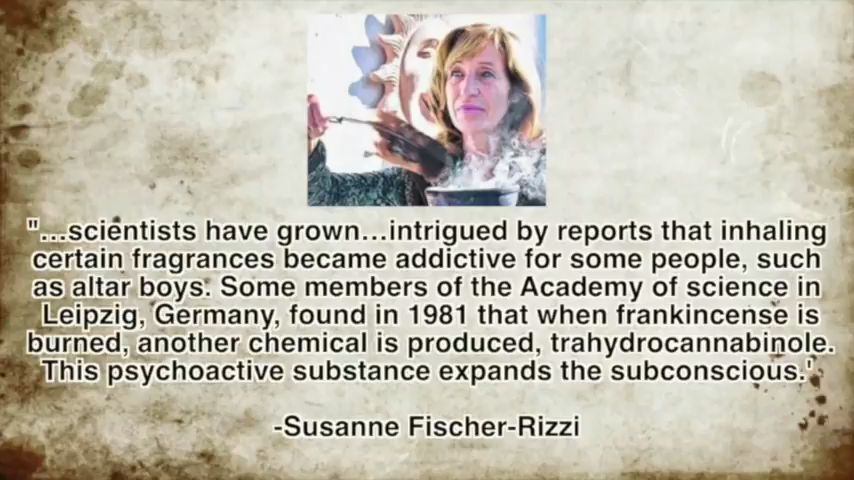 "...scientists have grown...intrigued by reports that inhaling
certain fragrances became addictive for some people, such
as altar boys. Some members of the Academy of science in
Leipzig, Germany, found in 1981 that when frankincense is
burned, another chemical is produced, trahydrocannabinole.
This psychoactive substance expands the subconscious.'
-Susanne Fischer-Rizzi